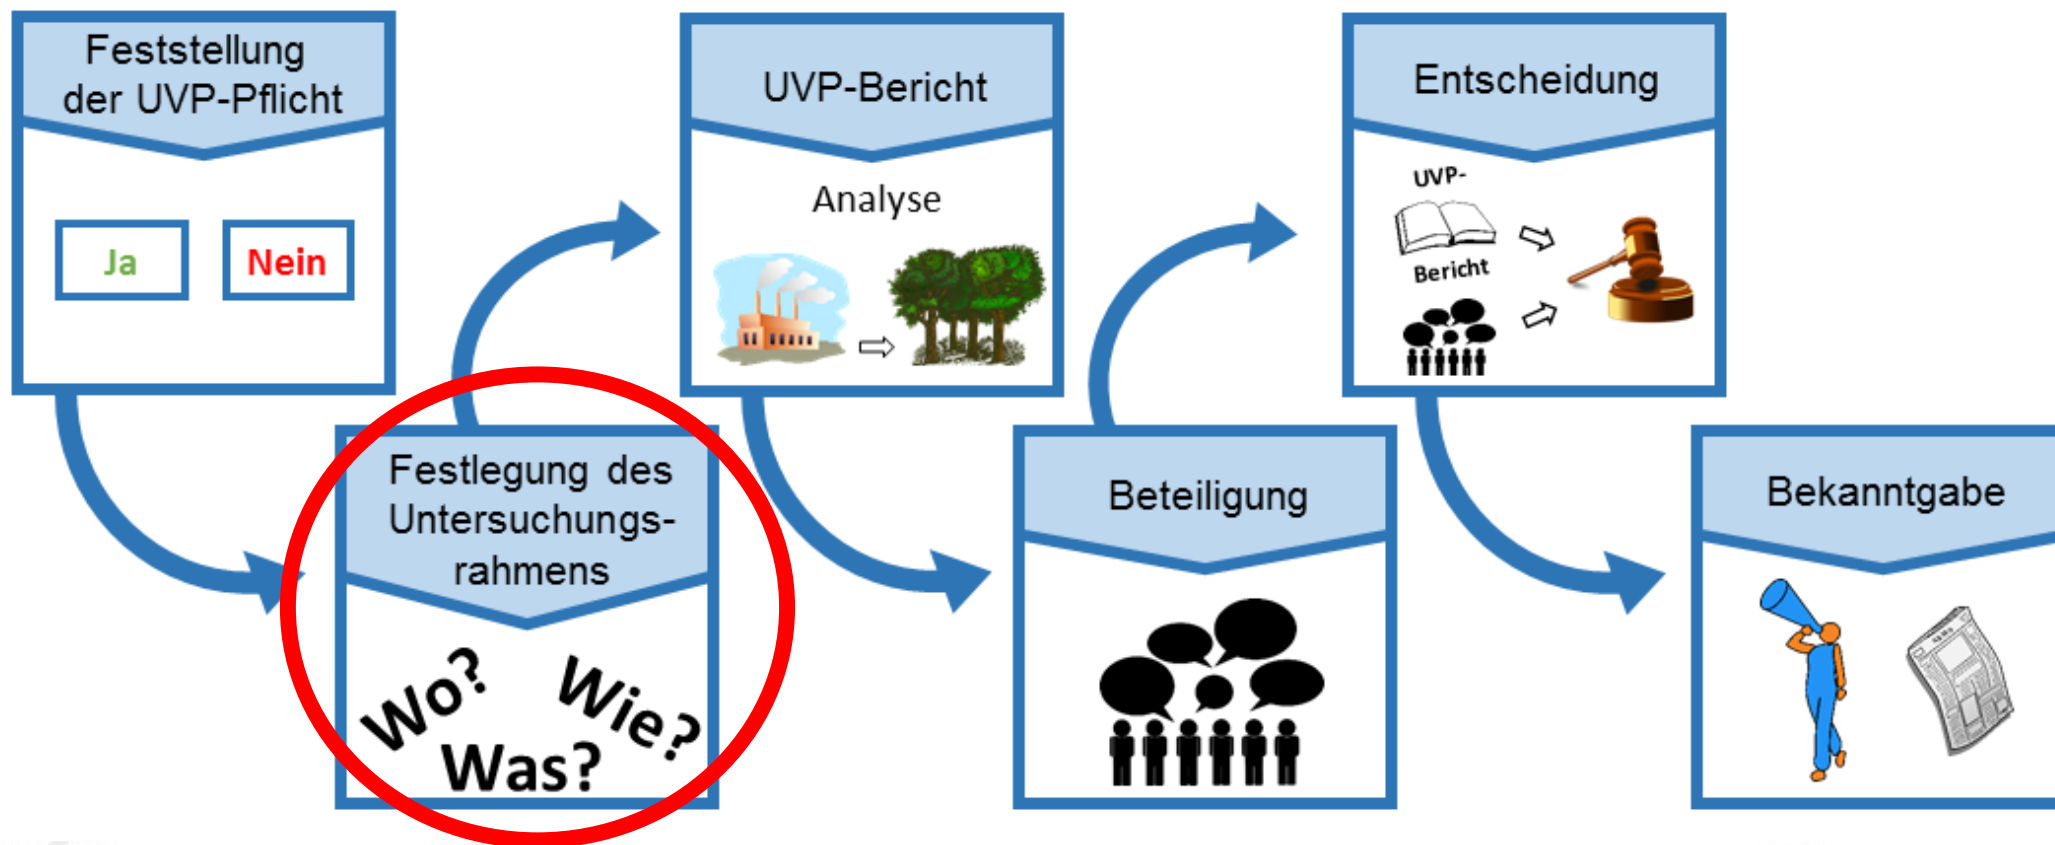 Feststellung
der UVP-Pflicht
Ja
Nein
Festlegung des
Untersuchungs-
rahmens
Wo?
Wie?
Was?
UVP-Bericht
Analyse
Beteiligung
Entscheidung
UVP-
Bericht
Bekanntgabe